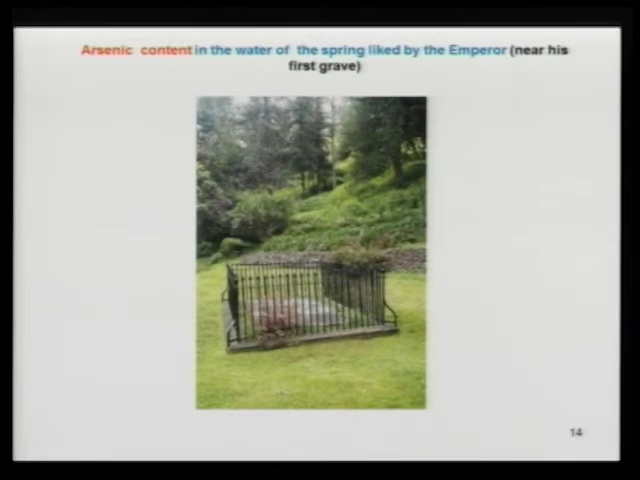 Arsenic content in the water of the spring liked by the Emperor (near his
first grave)
14